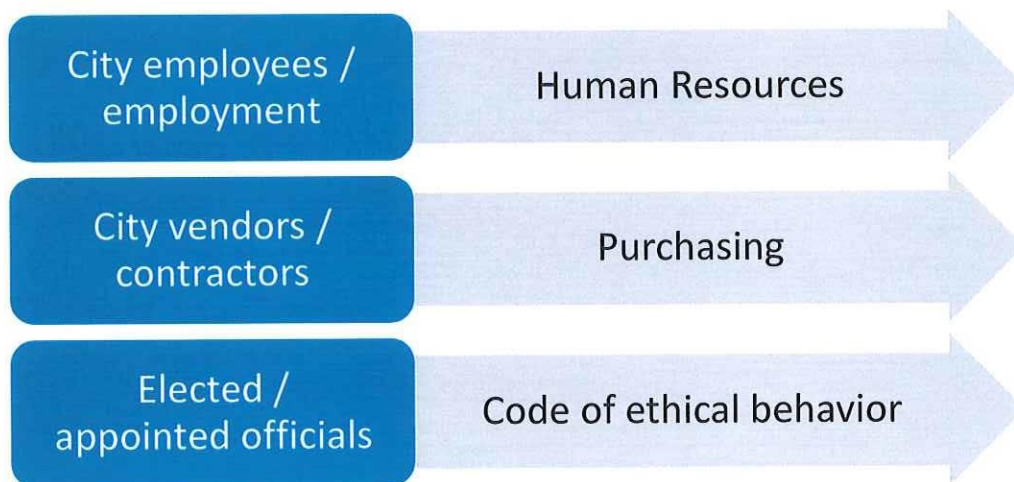 City employees /
employment
Human Resources
City vendors /
contractors
Purchasing
Elected /
appointed officials
Code of ethical behavior